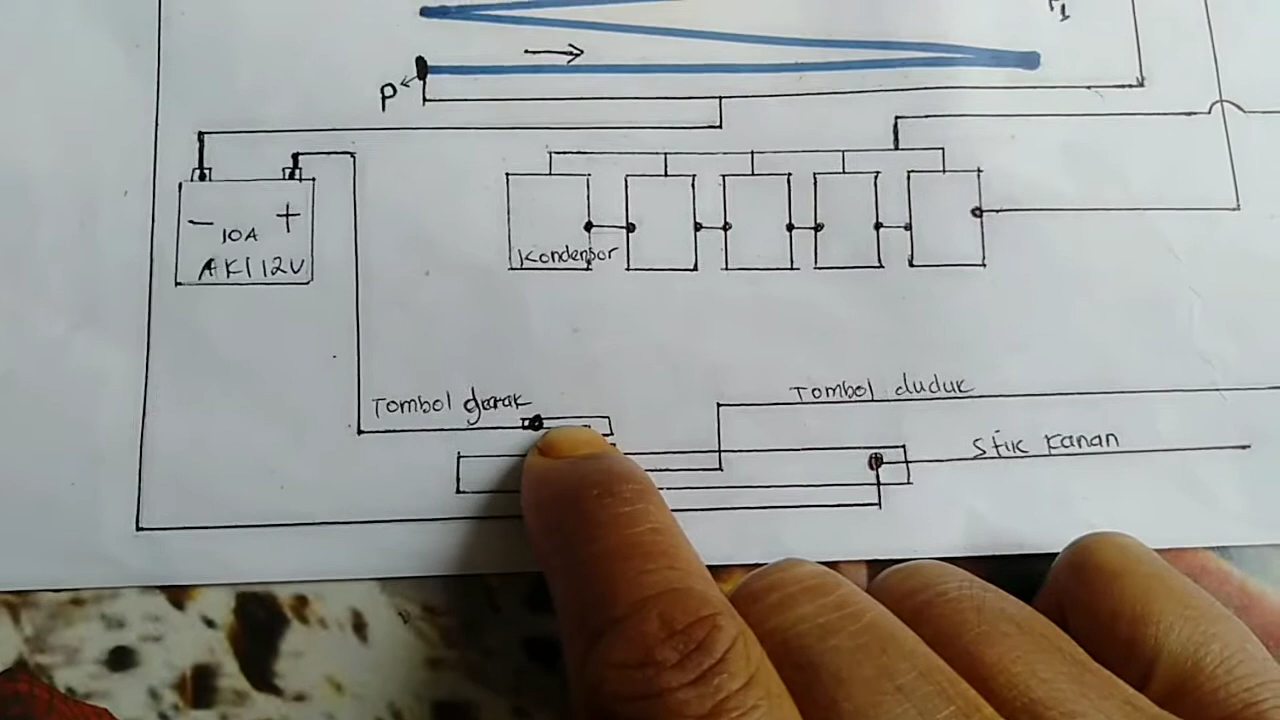 P
- +
10A
AKI 12V
Kondensor
Tombol gerak
Tombol duduk
Stik Kanan